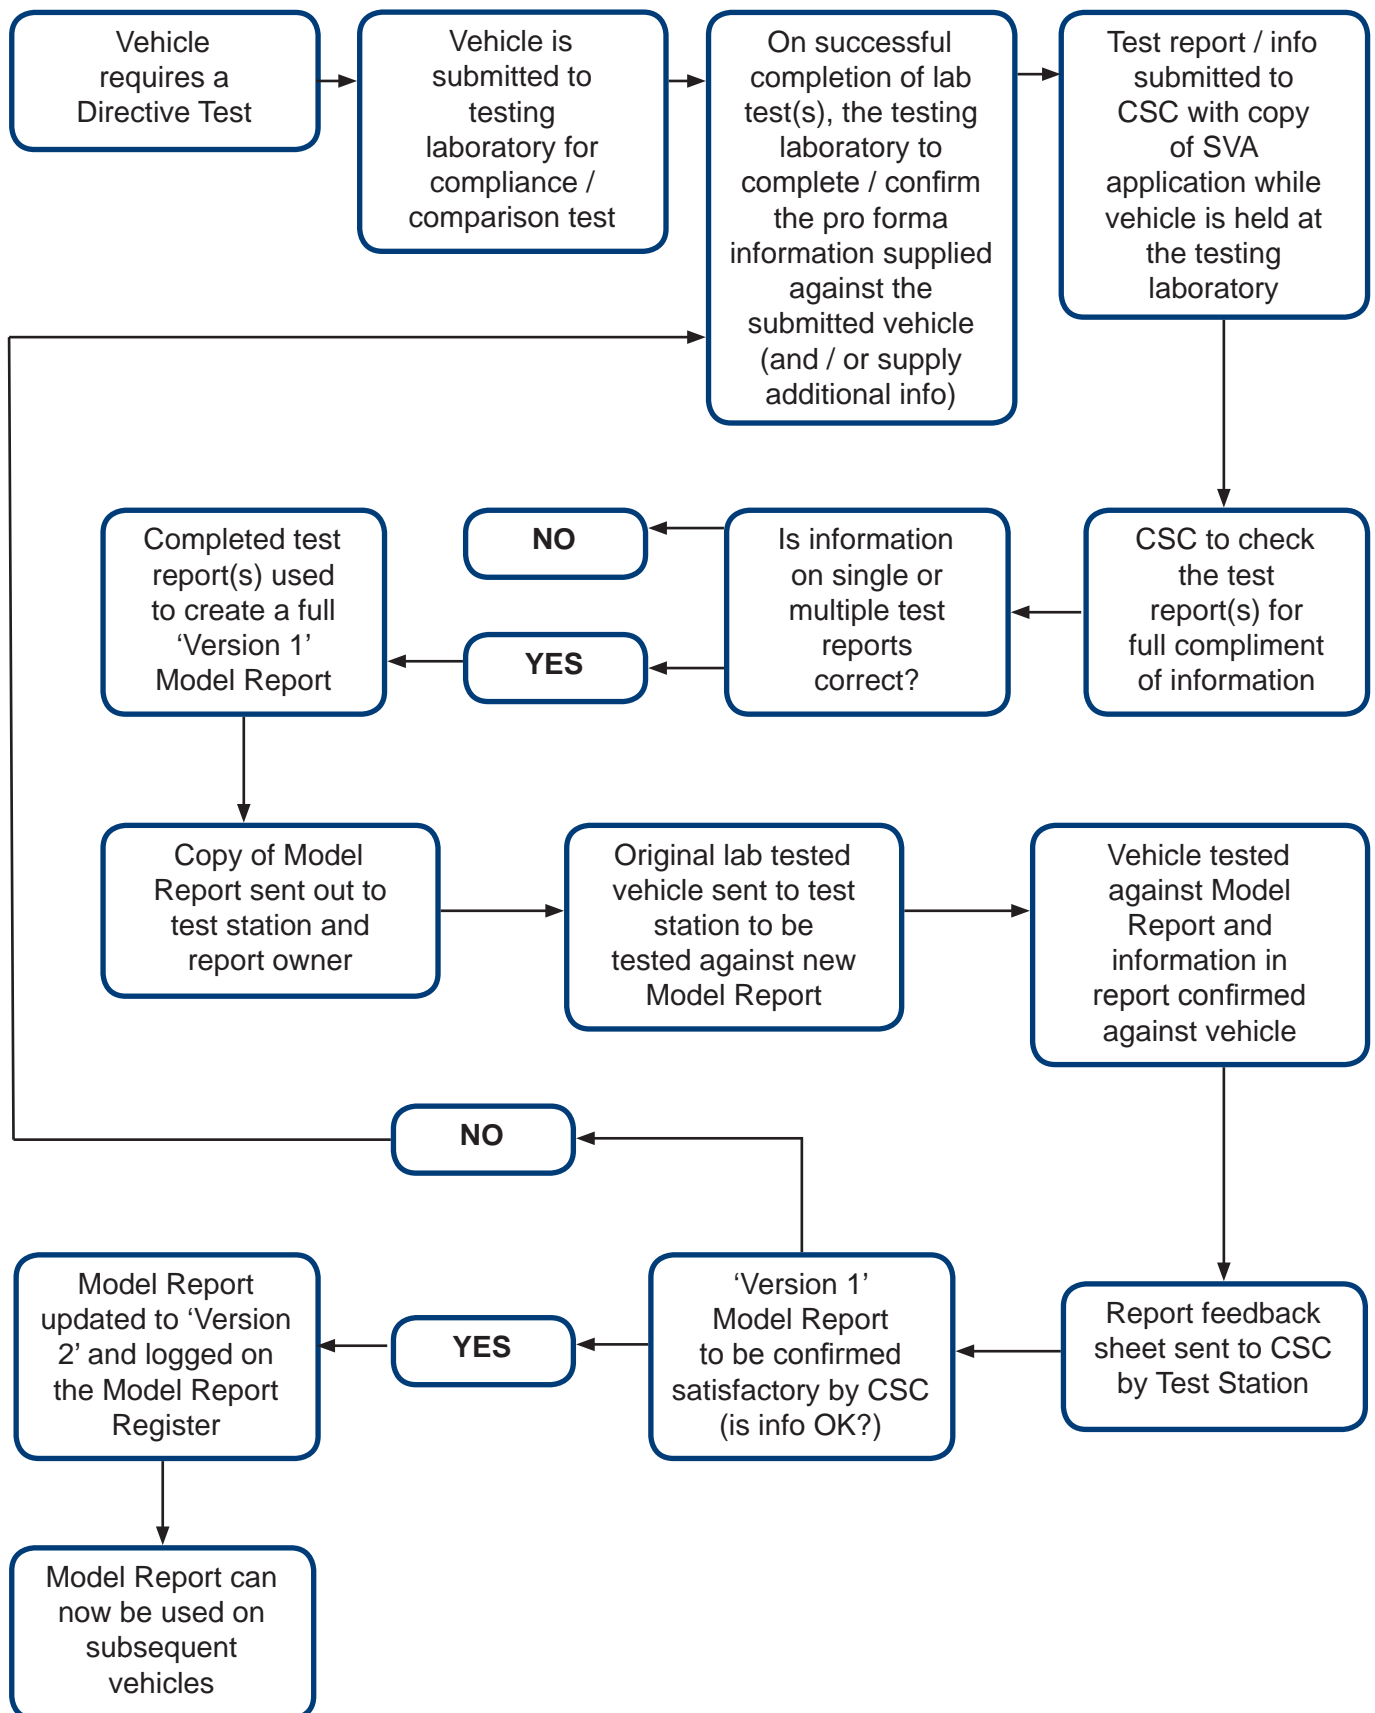 Vehicle
requires a
Directive Test
Vehicle is
submitted to
testing
laboratory for
compliance /
comparison test
On successful
completion of lab
test(s), the testing
laboratory to
complete / confirm
the pro forma
information supplied
against the
submitted vehicle
(and / or supply
additional info)
Test report / info
submitted to
CSC with copy
of SVA
application while
vehicle is held at
the testing
laboratory
CSC to check
the test
report(s) for
full compliment
of information
Is information
on single or
multiple test
reports
correct?
NO
YES
Completed test
report(s) used
to create a full
‘Version 1’
Model Report
Copy of Model
Report sent out to
test station and
report owner
Original lab tested
vehicle sent to test
station to be
tested against new
Model Report
Vehicle tested
against Model
Report and
information in
report confirmed
against vehicle
Report feedback
sheet sent to CSC
by Test Station
‘Version 1’
Model Report
to be confirmed
satisfactory by CSC
(is info OK?)
NO
YES
Model Report
updated to ‘Version
2’ and logged on
the Model Report
Register
Model Report can
now be used on
subsequent
vehicles